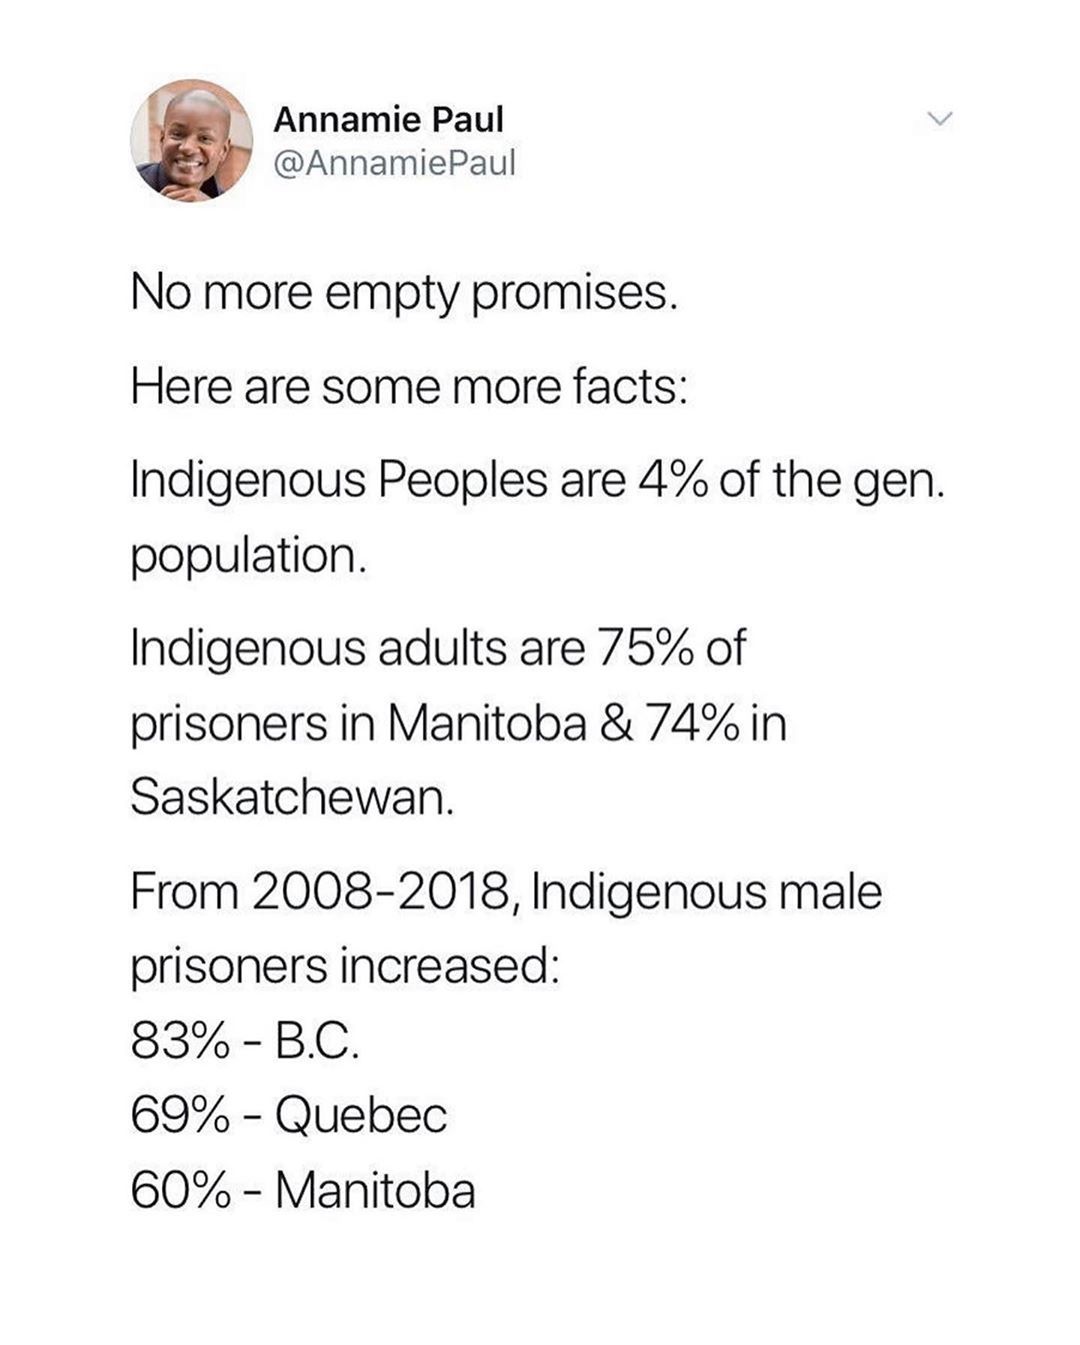 Annamie Paul
@AnnamiePaul
No more empty promises.
Here are some more facts:
Indigenous Peoples are 4% of the gen.
population.
Indigenous adults are 75% of
prisoners in Manitoba & 74% in
Saskatchewan.
From 2008-2018, Indigenous male
prisoners increased:
83% - B.C.
69% - Quebec
60% - Manitoba